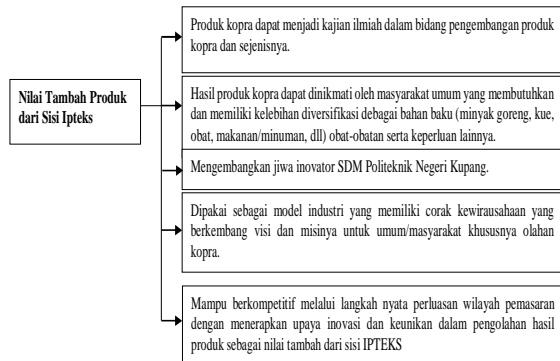 Produk kopra dapat menjadi kajian ilmiah dalam bidang pengembangan produk
kopra dan sejenisnya.
Nilai Tambah Produk
dari Sisi Ipteks
Hasil produk kopra dapat dinikmati oleh masyarakat umum yang membutuhkan
dan memiliki kelebihan diversifikasi debagai bahan baku (minyak goreng, kue,
obat, makanan/minuman, dll) obat-obatan serta keperluan lainnya.
Mengembangkan jiwa inovator SDM Politeknik Negeri Kupang.
Dipakai sebagai model industri yang memiliki corak kewirausahaan yang
berkembang visi dan misinya untuk umum/masyarakat khususnya olahan
kopra.
Mampu berkompetitif melalui langkah nyata perluasan wilayah pemasaran
dengan menerapkan upaya inovasi dan keunikan dalam pengolahan hasil
produk sebagai nilai tambah dari sisi IPTEKS